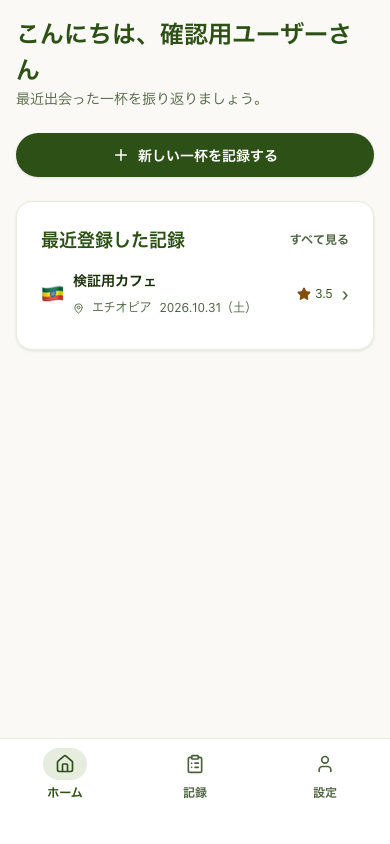 こんにちは、確認用ユーザーさ
ん
最近出会った一杯を振り返りましょう。
新しい一杯を記録する
最近登録した記録
すべて見る
検証用カフェ
エチオピア 2026.10.31（土）
3.5
ホーム
記録
設定